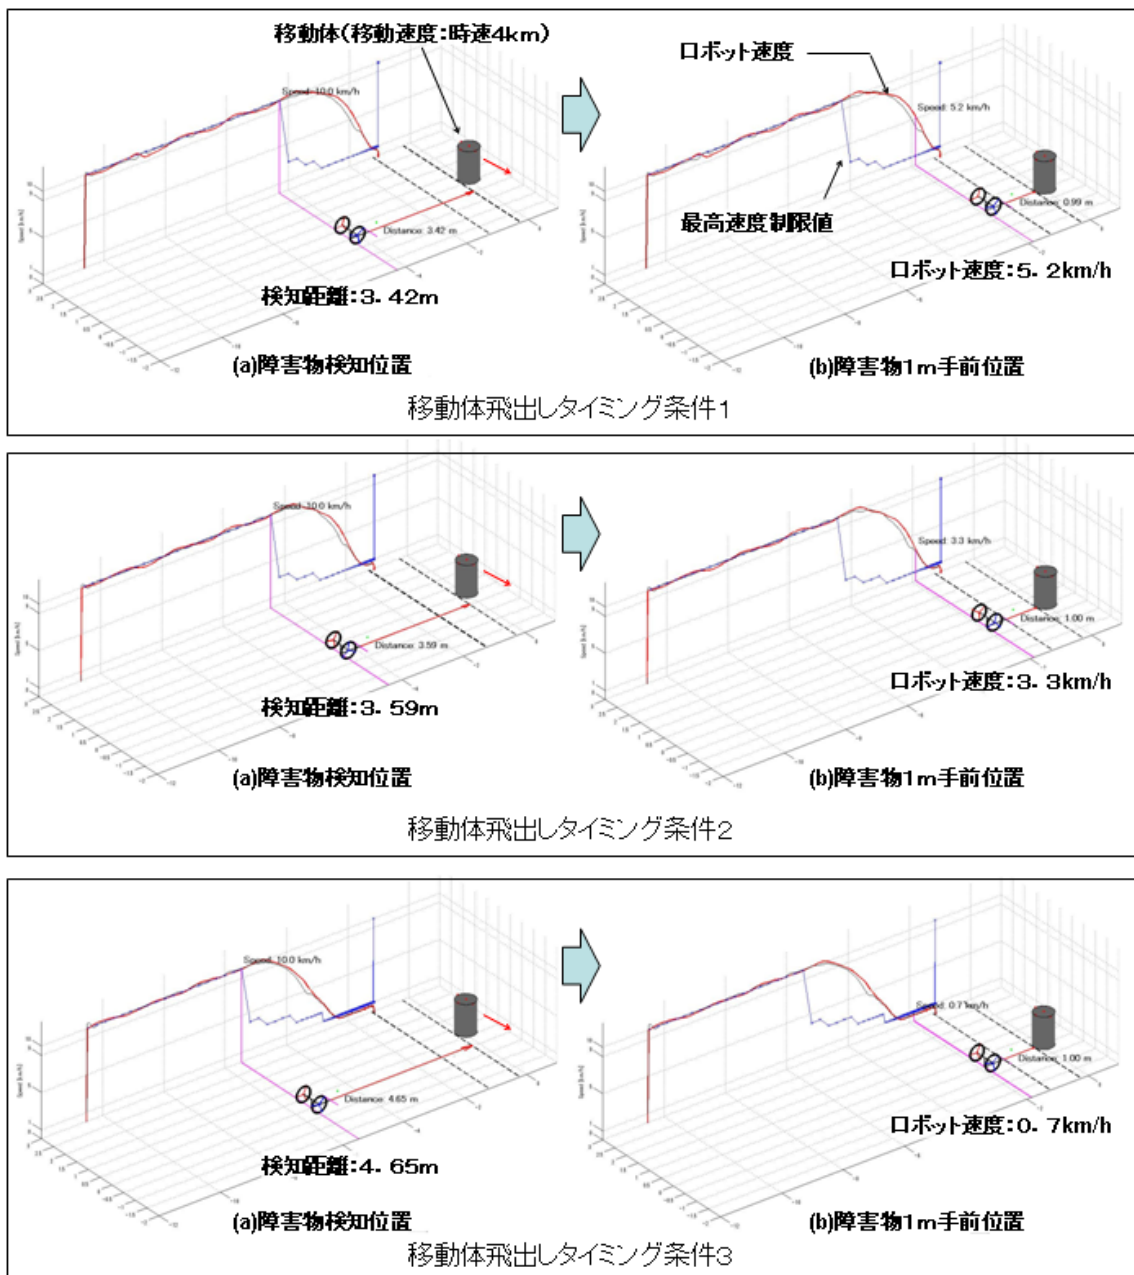 移動体(移動速度:時速4km)
ロボット速度
Speed: 10.0 km/h
Speed: 5.2 km/h
最高速度制限値
Distance: 3.42 m
Distance: 0.99 m
検知距離:3.42m
ロボット速度:5.2km/h
(a)障害物検知位置
(b)障害物1m手前位置
移動体飛出しタイミング条件1
Speed: 10.0 km/h
Speed: 3.3 km/h
Distance: 3.59 m
Distance: 1.00 m
検知距離:3.59m
ロボット速度:3.3km/h
(a)障害物検知位置
(b)障害物1m手前位置
移動体飛出しタイミング条件2
Speed: 10.0 km/h
Speed: 0.7 km/h
Distance: 4.65 m
Distance: 1.00 m
検知距離:4.65m
ロボット速度:0.7km/h
(a)障害物検知位置
(b)障害物1m手前位置
移動体飛出しタイミング条件3